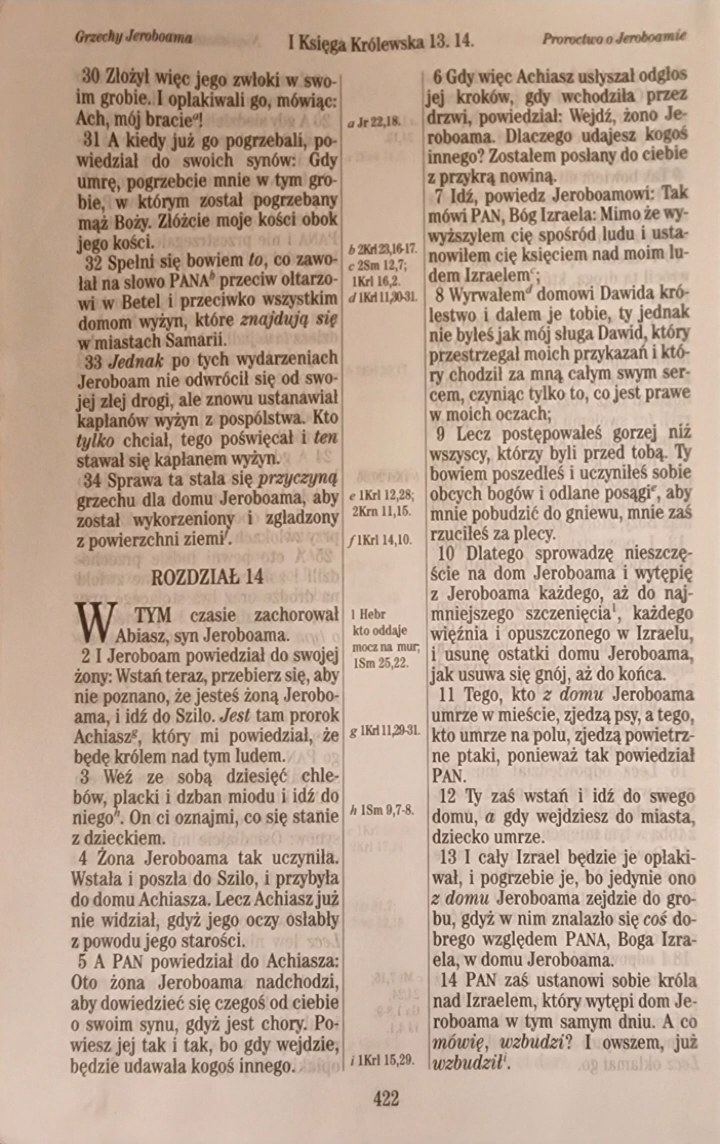 Grzechy Jeroboama
I Księga Królewska 13. 14.
Proroctwo o Jeroboamie
30 Złożył więc jego zwłoki w swo-
im grobie. I opłakiwali go, mówiąc:
Ach, mój bracieᵃ!
31 A kiedy już go pogrzebali, po-
wiedział do swoich synów: Gdy
umrę, pogrzebcie mnie w tym gro-
bie, w którym został pogrzebany
mąż Boży. Złóżcie moje kości obok
jego kości.
32 Spełni się bowiem to, co zawo-
łał na słowo PANAᵇ przeciw ołtarzo-
wi w Betel i przeciwko wszystkim
domom wyżyn, które znajdują się
w miastach Samarii.
33 Jednak po tych wydarzeniach
Jeroboam nie odwrócił się od swo-
jej złej drogi, ale znowu ustanawiał
kapłanów wyżyn z pospólstwa. Kto
tylko chciał, tego poświęcał i ten
stawał się kapłanem wyżyn.
34 Sprawa ta stała się przyczyną
grzechu dla domu Jeroboama, aby
został wykorzeniony i zgładzony
z powierzchni ziemiᶠ.
ROZDZIAŁ 14
W TYM czasie zachorował
Abiasz, syn Jeroboama.
2 I Jeroboam powiedział do swojej
żony: Wstań teraz, przebierz się, aby
nie poznano, że jesteś żoną Jerobo-
ama, i idź do Szilo. Jest tam prorok
Achiaszᵍ, który mi powiedział, że
będę królem nad tym ludem.
3 Weź ze sobą dziesięć chle-
bów, placki i dzban miodu i idź do
niegoʰ. On ci oznajmi, co się stanie
z dzieckiem.
4 Żona Jeroboama tak uczyniła.
Wstała i poszła do Szilo, i przybyła
do domu Achiasza. Lecz Achiasz już
nie widział, gdyż jego oczy osłabły
z powodu jego starości.
5 A PAN powiedział do Achiasza:
Oto żona Jeroboama nadchodzi,
aby dowiedzieć się czegoś od ciebie
o swoim synu, gdyż jest chory. Po-
wiesz jej tak i tak, bo gdy wejdzie,
będzie udawała kogoś innego.
a Jr 22,18.
b 2Krl 23,16-17.
c 2Sm 12,7;
1Krl 16,2.
d 1Krl 11,30-31.
e 1Krl 12,28;
2Krn 11,15.
f 1Krl 14,10.
1 Hebr
kto oddaje
mocz na mur;
1Sm 25,22.
g 1Krl 11,29-31.
h 1Sm 9,7-8.
i 1Krl 15,29.
6 Gdy więc Achiasz usłyszał odgłos
jej kroków, gdy wchodziła przez
drzwi, powiedział: Wejdź, żono Je-
roboama. Dlaczego udajesz kogoś
innego? Zostałem posłany do ciebie
z przykrą nowiną.
7 Idź, powiedz Jeroboamowi: Tak
mówi PAN, Bóg Izraela: Mimo że wy-
wyższyłem cię spośród ludu i usta-
nowiłem cię księciem nad moim lu-
dem Izraelemᶜ;
8 Wyrwałemᵈ domowi Dawida kró-
lestwo i dałem je tobie, ty jednak
nie byłeś jak mój sługa Dawid, który
przestrzegał moich przykazań i któ-
ry chodził za mną całym swym ser-
cem, czyniąc tylko to, co jest prawe
w moich oczach;
9 Lecz postępowałeś gorzej niż
wszyscy, którzy byli przed tobą. Ty
bowiem poszedłeś i uczyniłeś sobie
obcych bogów i odlane posągiᵉ, aby
mnie pobudzić do gniewu, mnie zaś
rzuciłeś za plecy.
10 Dlatego sprowadzę nieszczę-
ście na dom Jeroboama i wytępię
z Jeroboama każdego, aż do naj-
mniejszego szczenięcia¹, każdego
więźnia i opuszczonego w Izraelu,
i usunę ostatki domu Jeroboama,
jak usuwa się gnój, aż do końca.
11 Tego, kto z domu Jeroboama
umrze w mieście, zjedzą psy, a tego,
kto umrze na polu, zjedzą powietrz-
ne ptaki, ponieważ tak powiedział
PAN.
12 Ty zaś wstań i idź do swego
domu, a gdy wejdziesz do miasta,
dziecko umrze.
13 I cały Izrael będzie je opłaki-
wał, i pogrzebie je, bo jedynie ono
z domu Jeroboama zejdzie do gro-
bu, gdyż w nim znalazło się coś do-
brego względem PANA, Boga Izra-
ela, w domu Jeroboama.
14 PAN zaś ustanowi sobie króla
nad Izraelem, który wytępi dom Je-
roboama w tym samym dniu. A co
mówię, wzbudzi? I owszem, już
wzbudziłⁱ.
422